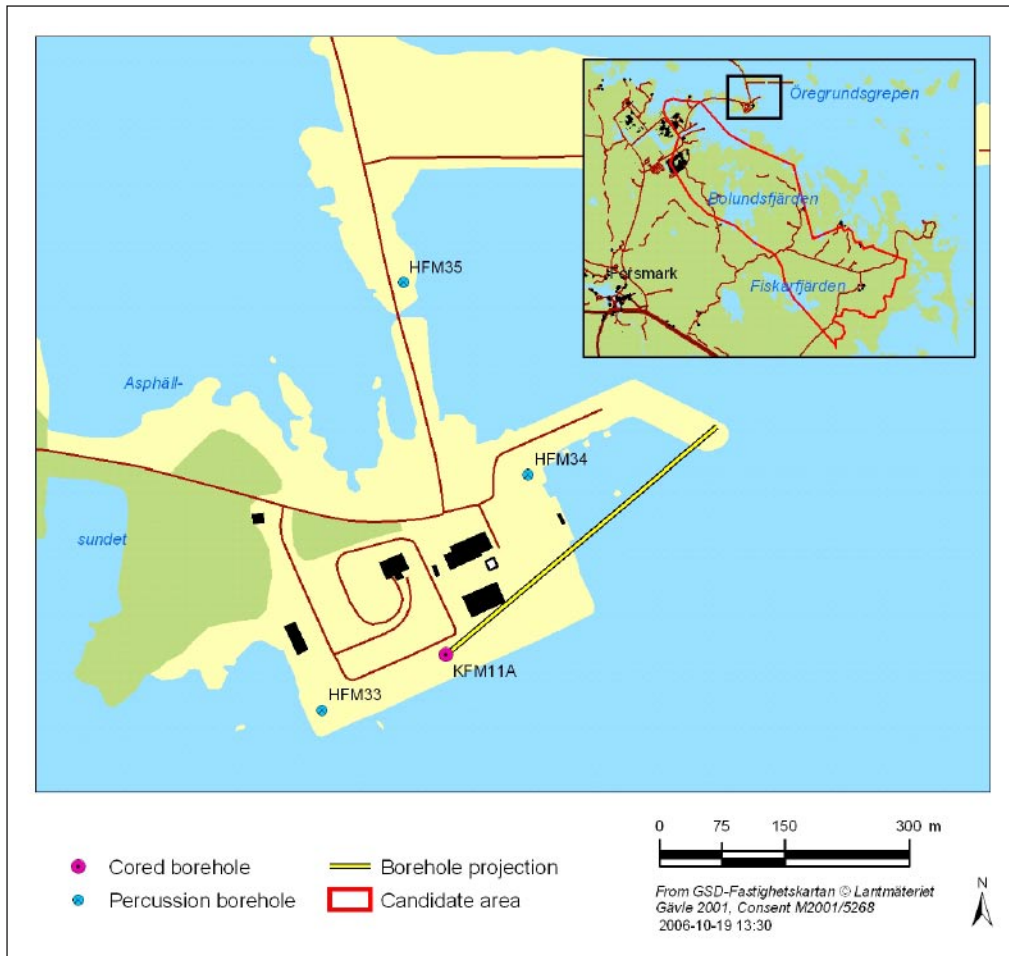 Öregrundsgrepen
Bolundsfjärden
Forsmark
Fiskarfjärden
HFM35
Asphäll-
HFM34
sundet
KFM11A
HFM33
0 75 150 300 m
Cored borehole
Borehole projection
Percussion borehole
Candidate area
From GSD-Fastighetskartan © Lantmäteriet
Gävle 2001, Consent M2001/5268
2006-10-19 13:30
N